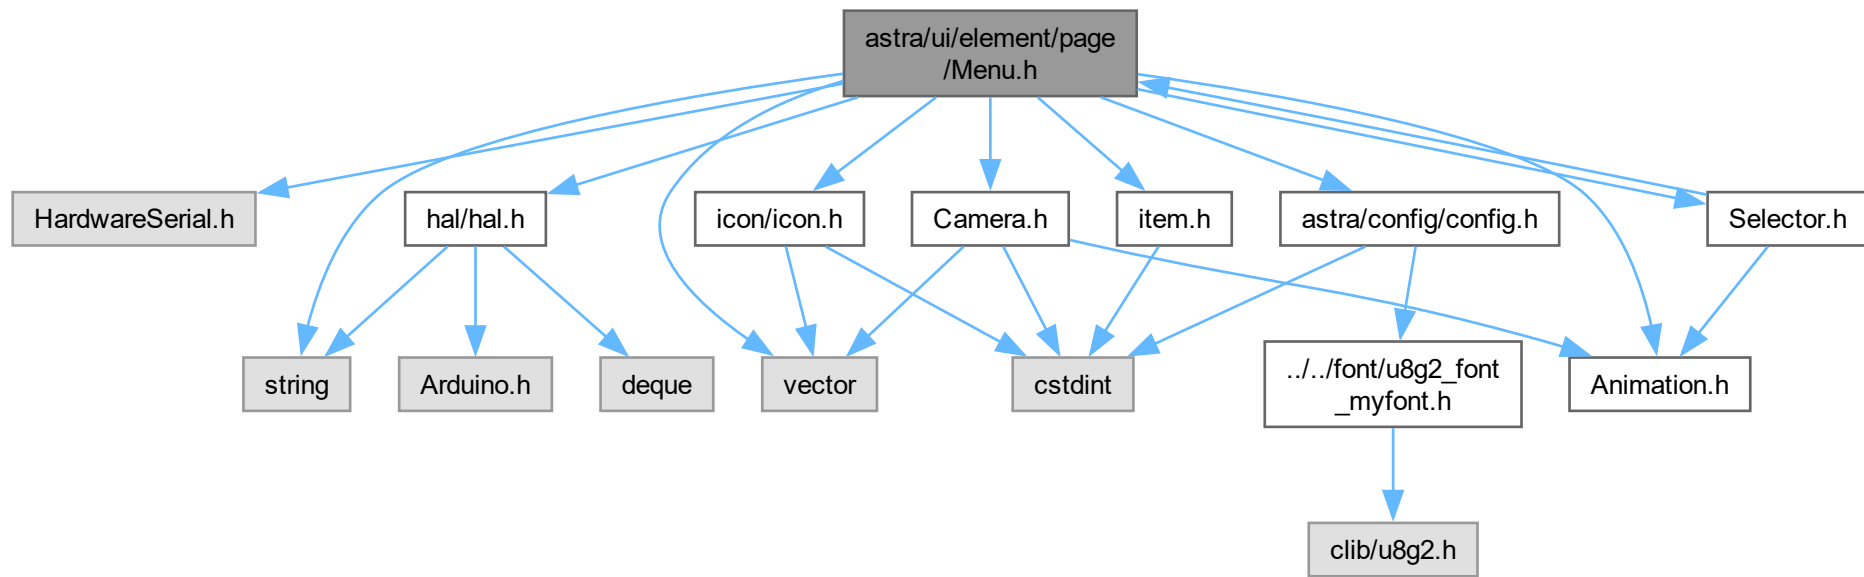 astra/ui/element/page
/Menu.h
HardwareSerial.h
hal/hal.h
icon/icon.h
Camera.h
item.h
astra/config/config.h
Selector.h
string
Arduino.h
deque
vector
cstdint
../../font/u8g2_font
_myfont.h
Animation.h
clib/u8g2.h